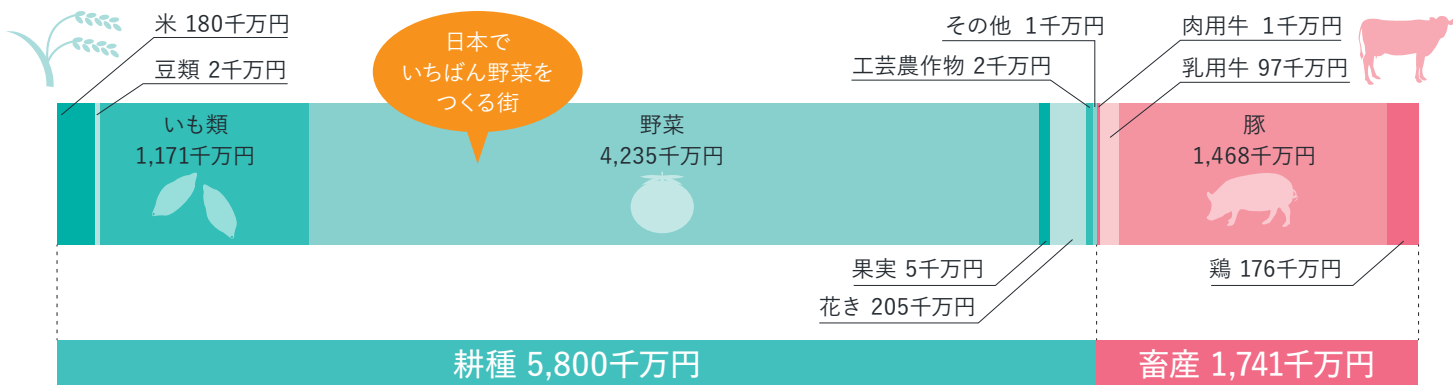 米 180千万円
豆類 2千万円
日本で
いちばん野菜を
つくる街
その他 1千万円
工芸農作物 2千万円
肉用牛 1千万円
乳用牛 97千万円
いも類
1,171千万円
野菜
4,235千万円
豚
1,468千万円
果実 5千万円
花き 205千万円
鶏 176千万円
耕種 5,800千万円
畜産 1,741千万円